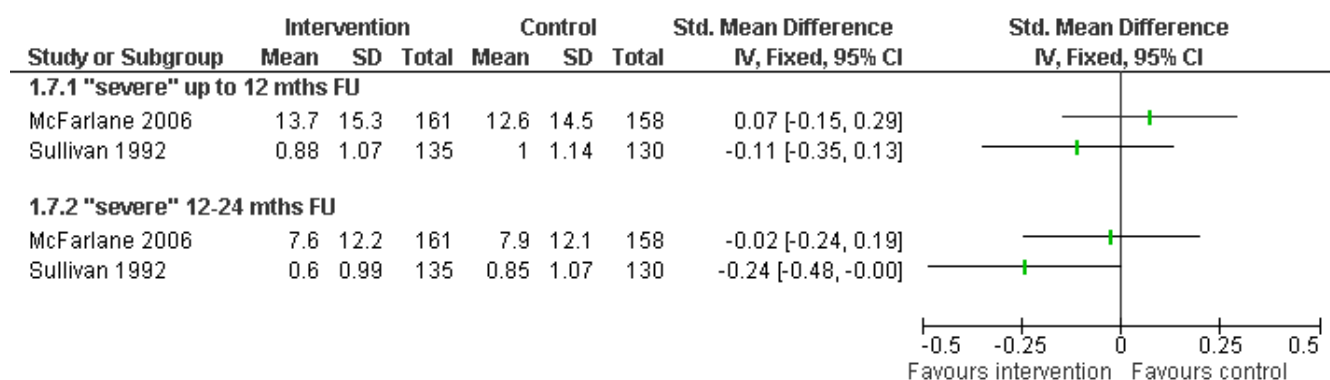 Intervention Control Std. Mean Difference Std. Mean Difference
Study or Subgroup Mean SD Total Mean SD Total IV, Fixed, 95% CI IV, Fixed, 95% CI
1.7.1 "severe" up to 12 mths FU
McFarlane 2006 13.7 15.3 161 12.6 14.5 158 0.07 [-0.15, 0.29]
Sullivan 1992 0.88 1.07 135 1 1.14 130 -0.11 [-0.35, 0.13]
1.7.2 "severe" 12-24 mths FU
McFarlane 2006 7.6 12.2 161 7.9 12.1 158 -0.02 [-0.24, 0.19]
Sullivan 1992 0.6 0.99 135 0.85 1.07 130 -0.24 [-0.48, -0.00]
-0.5 -0.25 0 0.25 0.5
Favours intervention Favours control